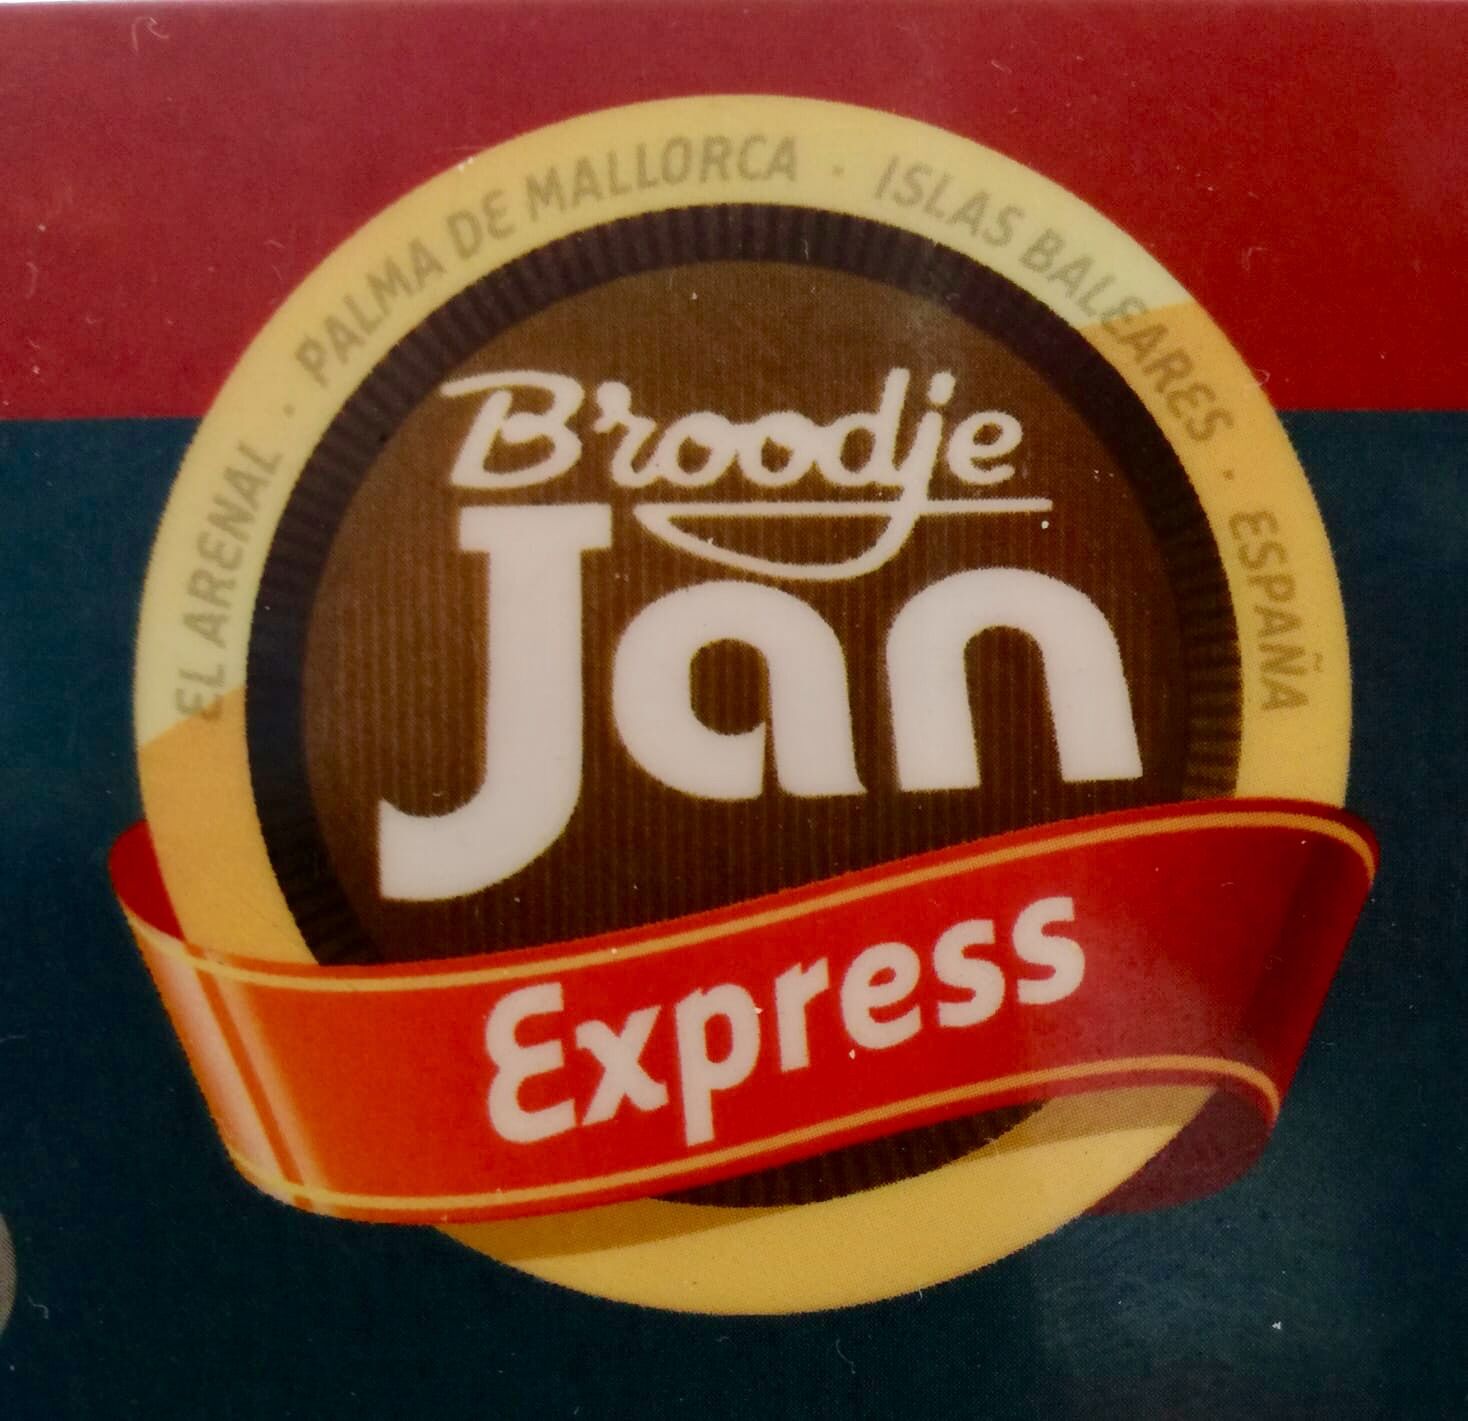 EL ARENAL · PALMA DE MALLORCA · ISLAS BALEARES · ESPAÑA
Broodje
Jan
Express